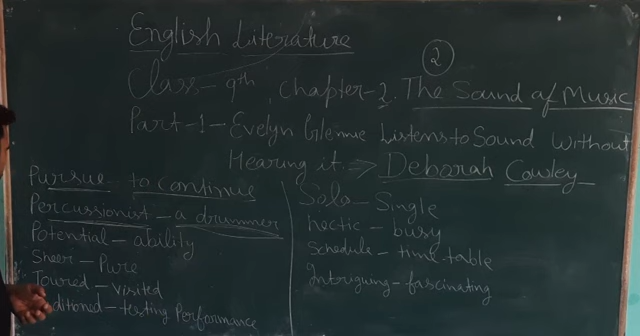 English Literature
2
Class-9th, Chapter-2. The Sound of Music
Part-1-Evelyn Glennie Listens to Sound Without
Hearing it. => Deborah Cowley
Pursue - to continue
Percussionist - a drummer
Potential - ability
Sheer - Pure
Toured - visited
ditioned - testing Performance
Solo - Single
hectic - busy
Schedule - time-table
Intriguing - fascinating